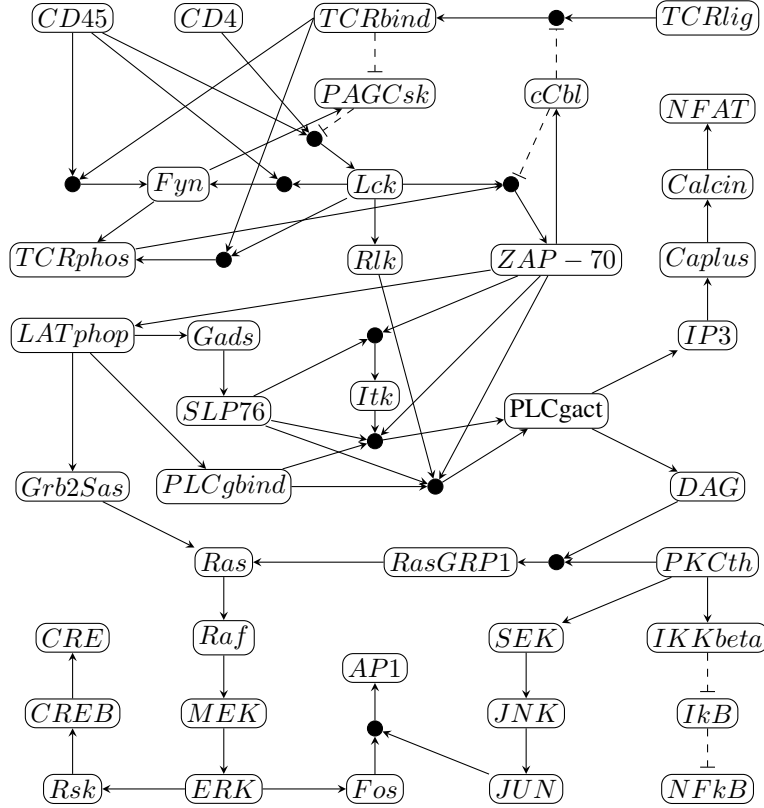 CD45 CD4 TCRbind TCRlig
PAGCsk cCbl
NFAT
Fyn Lck Calcin
TCRphos Rlk ZAP − 70 Caplus
LATphop Gads IP3
Itk
SLP76 PLCgact
Grb2Sas PLCgbind DAG
Ras RasGRP1 PKCth
CRE Raf SEK IKKbeta
AP1
CREB MEK JNK IkB
Rsk ERK Fos JUN NFkB